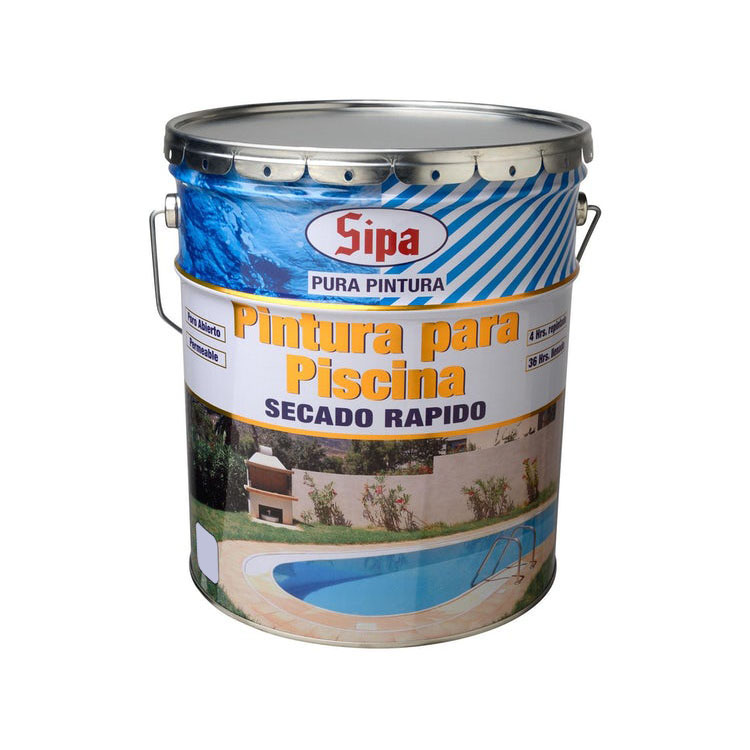 Sipa
PURA PINTURA
Pintura para
Piscina
SECADO RAPIDO
Poro Abierto
Permeable
4 Hrs. repintado
36 Hrs. llenado